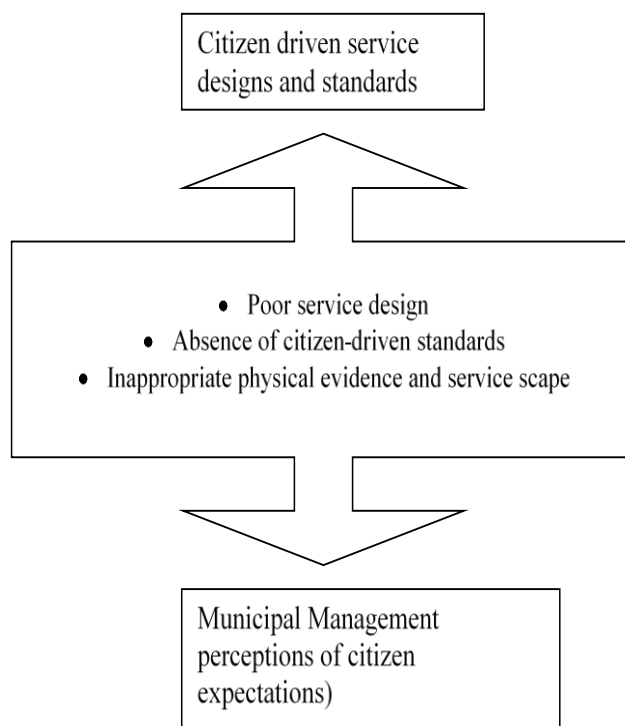 Citizen driven service
designs and standards
• Poor service design
• Absence of citizen-driven standards
• Inappropriate physical evidence and service scape
Municipal Management
perceptions of citizen
expectations)